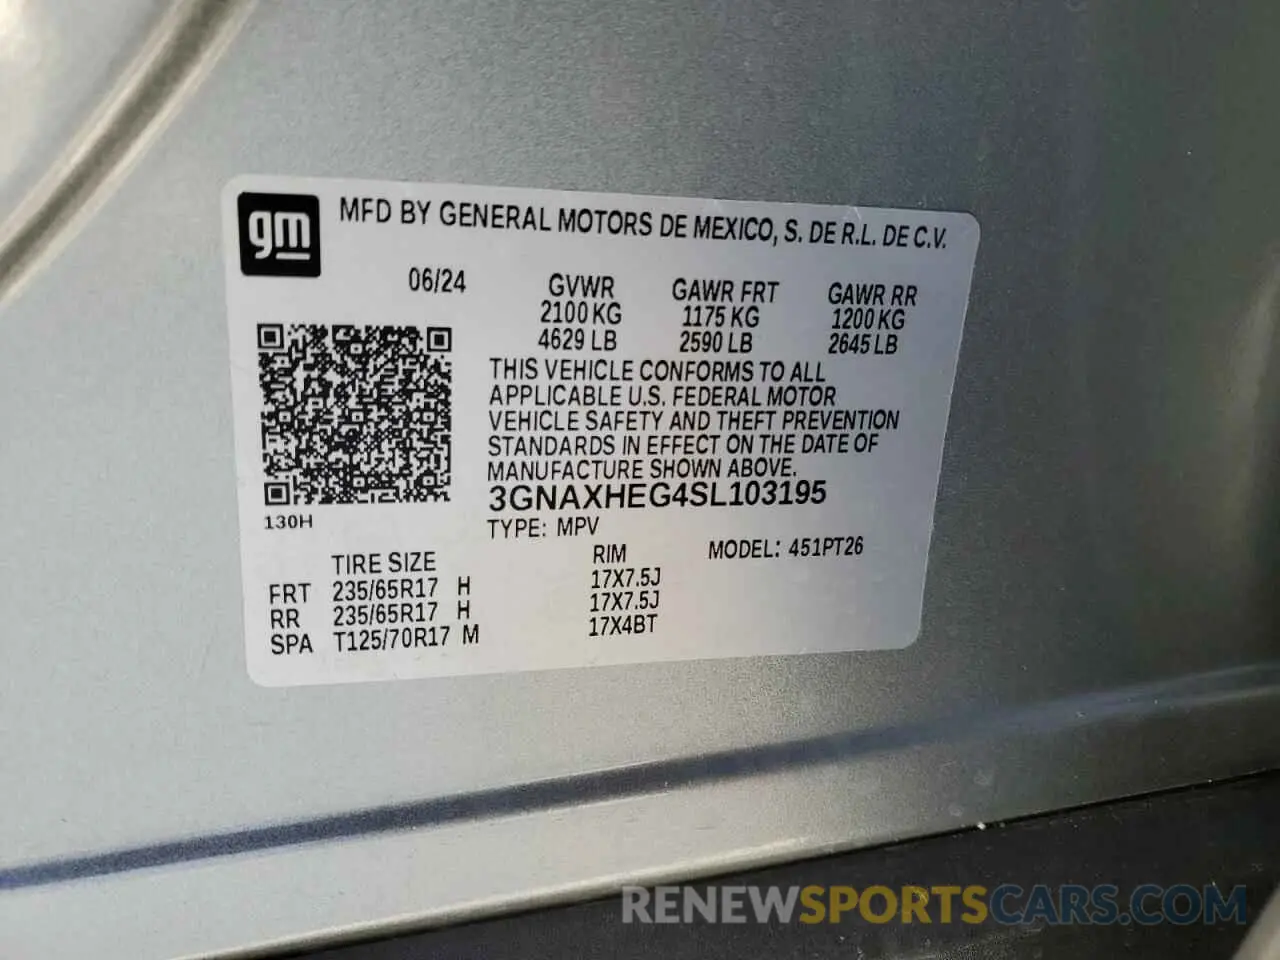 gm
MFD BY GENERAL MOTORS DE MEXICO, S. DE R.L. DE C.V.
06/24 GVWR GAWR FRT GAWR RR
2100 KG 1175 KG 1200 KG
4629 LB 2590 LB 2645 LB
THIS VEHICLE CONFORMS TO ALL
APPLICABLE U.S. FEDERAL MOTOR
VEHICLE SAFETY AND THEFT PREVENTION
STANDARDS IN EFFECT ON THE DATE OF
MANUFACTURE SHOWN ABOVE.
3GNAXHEG4SL103195
130H
TYPE: MPV
TIRE SIZE RIM MODEL: 451PT26
FRT 235/65R17 H 17X7.5J
RR 235/65R17 H 17X7.5J
SPA T125/70R17 M 17X4BT
RENEWSPORTSCARS.COM